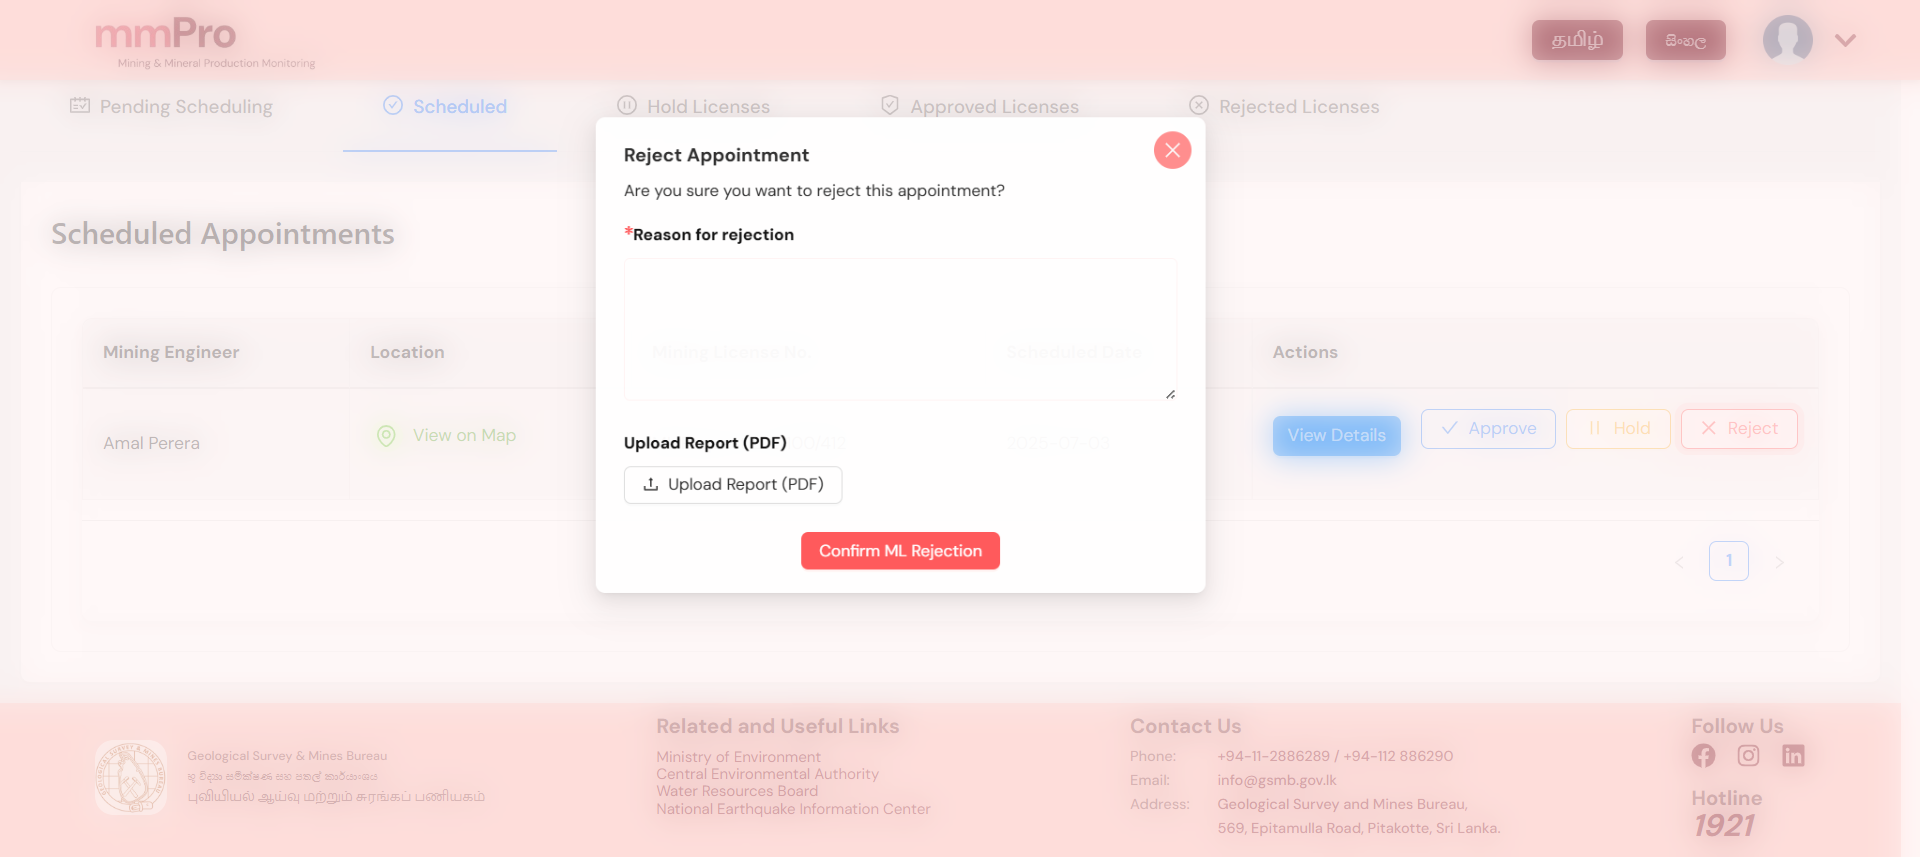 mmPro
Mining & Mineral Production Monitoring
தமிழ்
සිංහල
Pending Scheduling
Scheduled
Hold Licenses
Approved Licenses
Rejected Licenses
Reject Appointment
Are you sure you want to reject this appointment?
*Reason for rejection
Scheduled Appointments
Mining Engineer
Location
Mining License No.
Scheduled Date
Actions
Amal Perera
View on Map
View Details
Approve
Hold
Reject
Upload Report (PDF)
Upload Report (PDF)
Confirm ML Rejection
1
Geological Survey & Mines Bureau
භූ විද්‍යා සමීක්ෂණ සහ පතල් කාර්යාංශය
புவியியல் ஆய்வு மற்றும் சுரங்கப் பணியகம்
Related and Useful Links
Ministry of Environment
Central Environmental Authority
Water Resources Board
National Earthquake Information Center
Contact Us
Phone: +94-11-2886289 / +94-112 886290
Email: info@gsmb.gov.lk
Address: Geological Survey and Mines Bureau,
569, Epitamulla Road, Pitakotte, Sri Lanka.
Follow Us
Hotline
1921